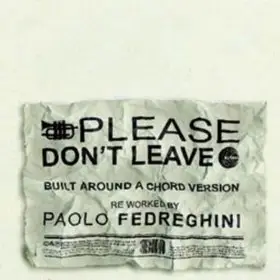 PLEASE
DON'T LEAVE
BUILT AROUND A CHORD VERSION
RE WORKED BY
PAOLO FEDREGHINI